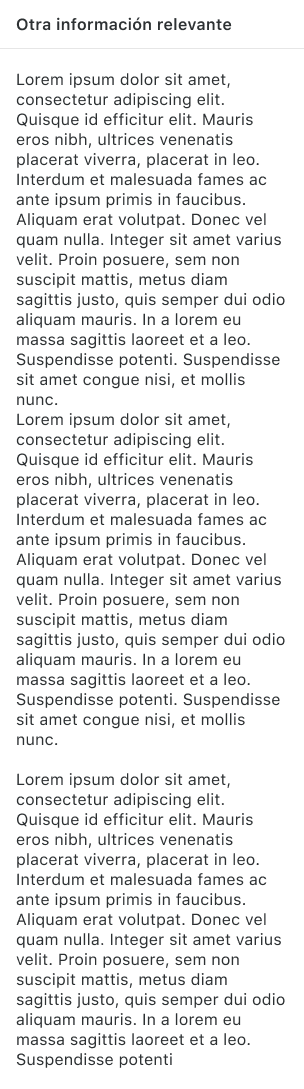 Otra información relevante
Lorem ipsum dolor sit amet,
consectetur adipiscing elit.
Quisque id efficitur elit. Mauris
eros nibh, ultrices venenatis
placerat viverra, placerat in leo.
Interdum et malesuada fames ac
ante ipsum primis in faucibus.
Aliquam erat volutpat. Donec vel
quam nulla. Integer sit amet varius
velit. Proin posuere, sem non
suscipit mattis, metus diam
sagittis justo, quis semper dui odio
aliquam mauris. In a lorem eu
massa sagittis laoreet et a leo.
Suspendisse potenti. Suspendisse
sit amet congue nisi, et mollis
nunc.
Lorem ipsum dolor sit amet,
consectetur adipiscing elit.
Quisque id efficitur elit. Mauris
eros nibh, ultrices venenatis
placerat viverra, placerat in leo.
Interdum et malesuada fames ac
ante ipsum primis in faucibus.
Aliquam erat volutpat. Donec vel
quam nulla. Integer sit amet varius
velit. Proin posuere, sem non
suscipit mattis, metus diam
sagittis justo, quis semper dui odio
aliquam mauris. In a lorem eu
massa sagittis laoreet et a leo.
Suspendisse potenti. Suspendisse
sit amet congue nisi, et mollis
nunc.
Lorem ipsum dolor sit amet,
consectetur adipiscing elit.
Quisque id efficitur elit. Mauris
eros nibh, ultrices venenatis
placerat viverra, placerat in leo.
Interdum et malesuada fames ac
ante ipsum primis in faucibus.
Aliquam erat volutpat. Donec vel
quam nulla. Integer sit amet varius
velit. Proin posuere, sem non
suscipit mattis, metus diam
sagittis justo, quis semper dui odio
aliquam mauris. In a lorem eu
massa sagittis laoreet et a leo.
Suspendisse potenti